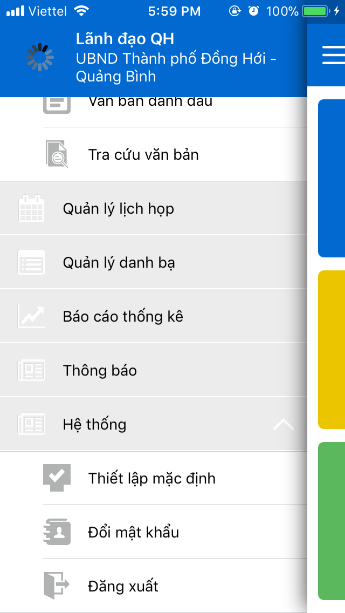 Viettel 5:59 PM 100%
Lãnh đạo QH
UBND Thành phố Đồng Hới -
Quảng Bình
Văn bản đánh dấu
Tra cứu văn bản
Quản lý lịch họp
Quản lý danh bạ
Báo cáo thống kê
Thông báo
Hệ thống
Thiết lập mặc định
Đổi mật khẩu
Đăng xuất